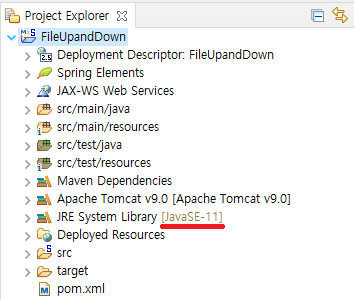 Project Explorer
FileUpandDown
Deployment Descriptor: FileUpandDown
Spring Elements
JAX-WS Web Services
src/main/java
src/main/resources
src/test/java
src/test/resources
Maven Dependencies
Apache Tomcat v9.0 [Apache Tomcat v9.0]
JRE System Library [JavaSE-11]
Deployed Resources
src
target
pom.xml